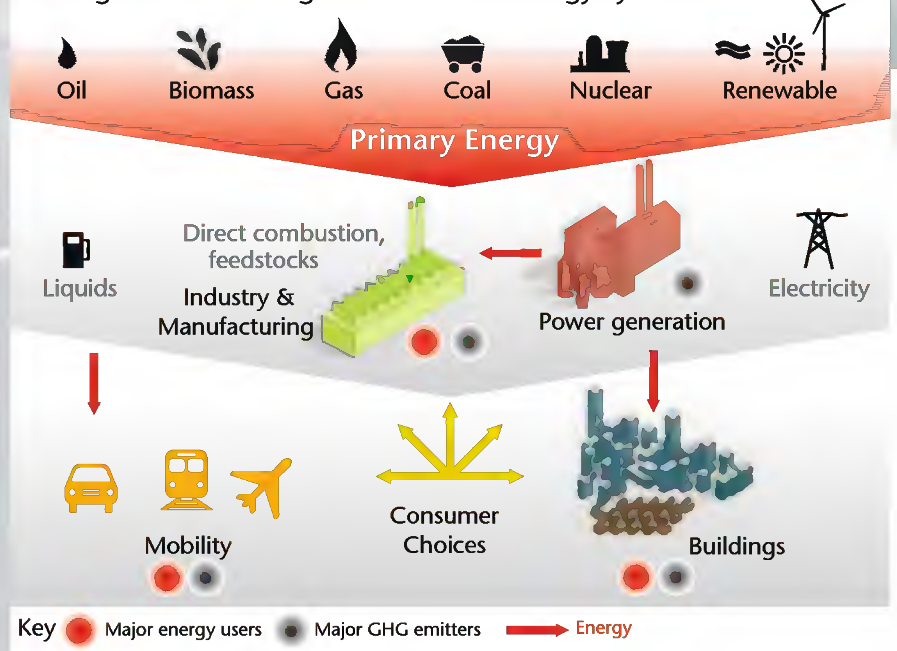 Oil
Biomass
Gas
Coal
Nuclear
Renewable
Primary Energy
Direct combustion,
feedstocks
Liquids
Industry &
Manufacturing
Power generation
Electricity
Consumer
Choices
Mobility
Buildings
Key
Major energy users
Major GHG emitters
Energy